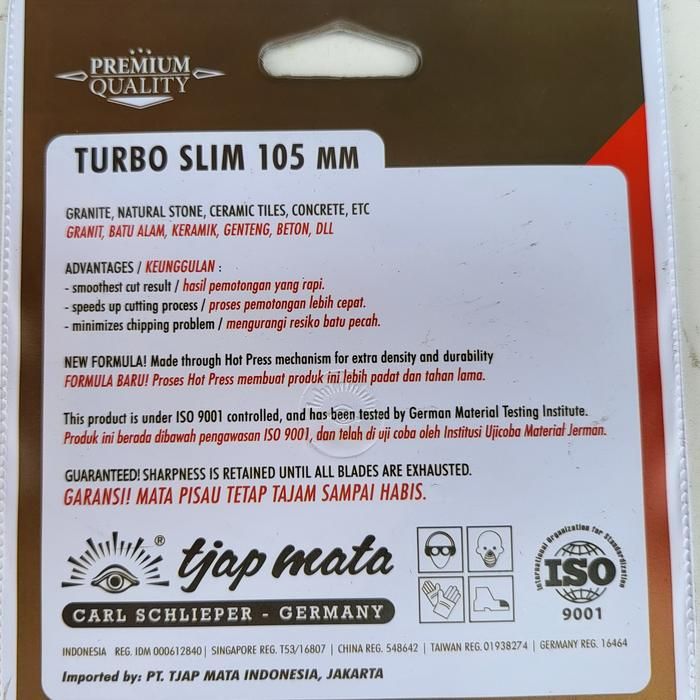 PREMIUM
QUALITY
TURBO SLIM 105 MM
GRANITE, NATURAL STONE, CERAMIC TILES, CONCRETE, ETC
GRANIT, BATU ALAM, KERAMIK, GENTENG, BETON, DLL
ADVANTAGES / KEUNGGULAN :
- smoothest cut result / hasil pemotongan yang rapi.
- speeds up cutting process / proses pemotongan lebih cepat.
- minimizes chipping problem / mengurangi resiko batu pecah.
NEW FORMULA! Made through Hot Press mechanism for extra density and durability
FORMULA BARU! Proses Hot Press membuat produk ini lebih padat dan tahan lama.
This product is under ISO 9001 controlled, and has been tested by German Material Testing Institute.
Produk ini berada dibawah pengawasan ISO 9001, dan telah di uji coba oleh Institusi Ujicoba Material Jerman.
GUARANTEED! SHARPNESS IS RETAINED UNTIL ALL BLADES ARE EXHAUSTED.
GARANSI! MATA PISAU TETAP TAJAM SAMPAI HABIS.
® tjap mata
CARL SCHLIEPER - GERMANY
International Organization for Standardization
ISO
9001
INDONESIA REG. IDM 000612840 | SINGAPORE REG. T53/16807 | CHINA REG. 548642 | TAIWAN REG. 01938274 | GERMANY REG. 16464
Imported by: PT. TJAP MATA INDONESIA, JAKARTA